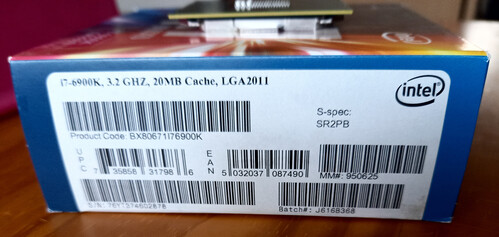 intel
i7-6900K, 3.2 GHZ, 20MB Cache, LGA2011
intel
S-spec:
SR2PB
Product Code: BX80671I76900K
UPC
7 35858 31798 6
EAN
5 032037 087490
MM#: 950625
Batch#: J616B368